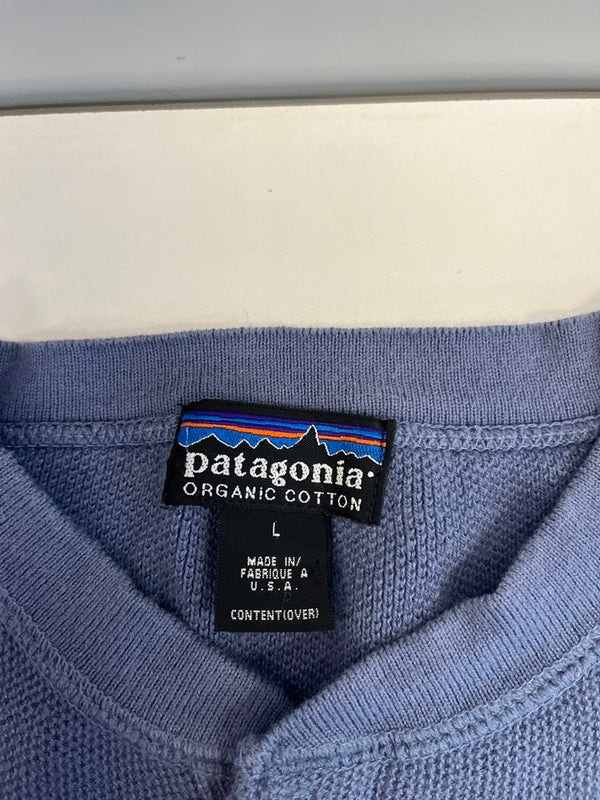 patagonia
ORGANIC COTTON
L
MADE IN/
FABRIQUE A
U.S.A.
CONTENT(OVER)